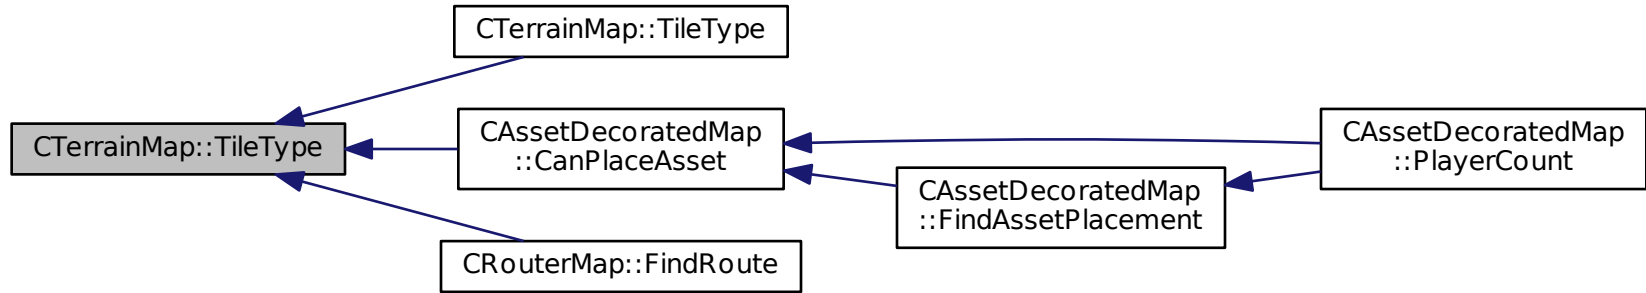 CTerrainMap::TileType
CTerrainMap::TileType
CAssetDecoratedMap
::CanPlaceAsset
CRouterMap::FindRoute
CAssetDecoratedMap
::FindAssetPlacement
CAssetDecoratedMap
::PlayerCount